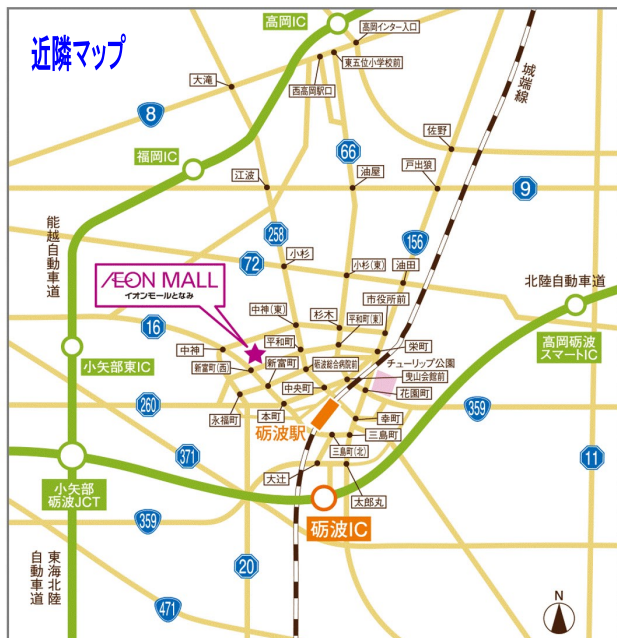 近隣マップ
高岡IC
高岡インター入口
東五位小学校前
西高岡駅口
大滝
城端線
8
66
佐野
福岡IC
江波
油屋
戸出狼
9
能越自動車道
258
156
72
小杉
小杉(東)
油田
北陸自動車道
ÆON MALL
イオンモールとなみ
16
中神(東)
杉木
市役所前
平和町(東)
高岡砺波
スマートIC
小矢部東IC
中神
平和町
栄町
チューリップ公園
新富町(西)
新富町
砺波総合病院前
曳山会館前
中央町
花園町
260
永福町
本町
359
砺波駅
幸町
371
三島町
三島町(北)
11
小矢部
砺波JCT
大辻
太郎丸
359
砺波IC
東海北陸
自動車道
20
471
N